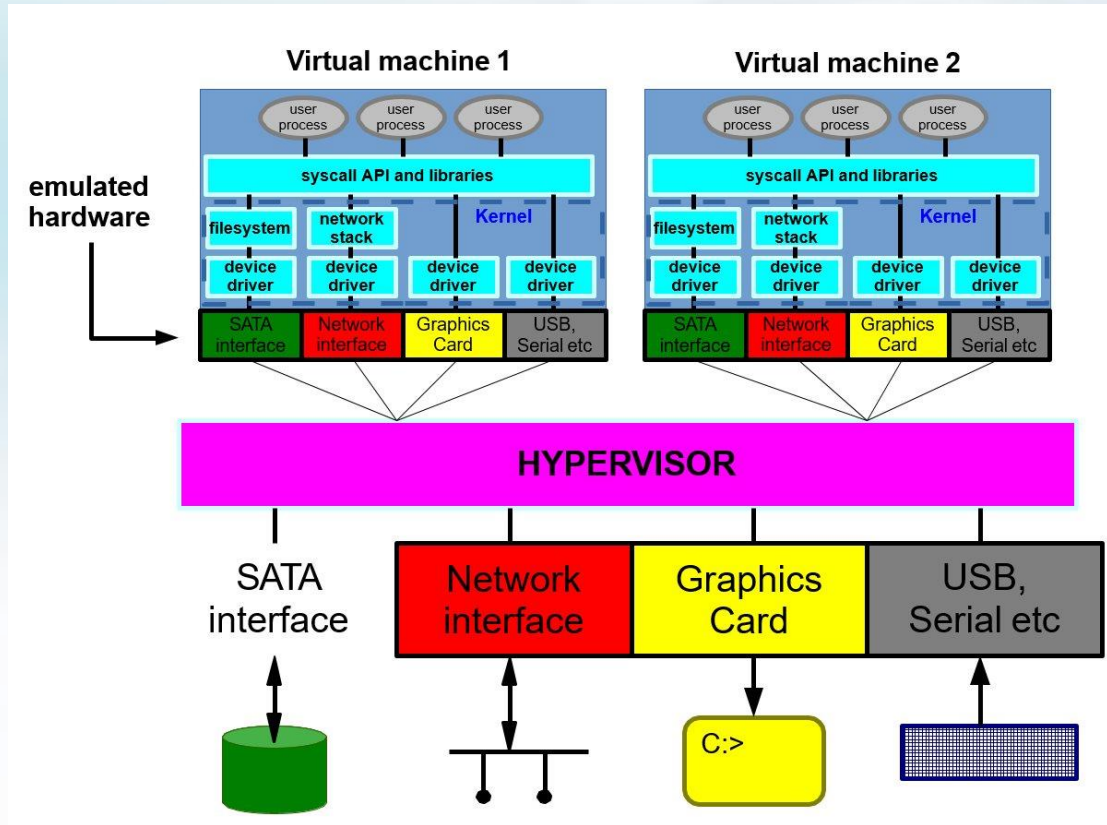 Virtual machine 1
Virtual machine 2
user
process
user
process
user
process
user
process
user
process
user
process
syscall API and libraries
syscall API and libraries
emulated
hardware
filesystem
network
stack
Kernel
filesystem
network
stack
Kernel
device
driver
device
driver
device
driver
device
driver
device
driver
device
driver
device
driver
device
driver
SATA
interface
Network
interface
Graphics
Card
USB,
Serial etc
SATA
interface
Network
interface
Graphics
Card
USB,
Serial etc
HYPERVISOR
SATA
interface
Network
interface
Graphics
Card
USB,
Serial etc
C:>